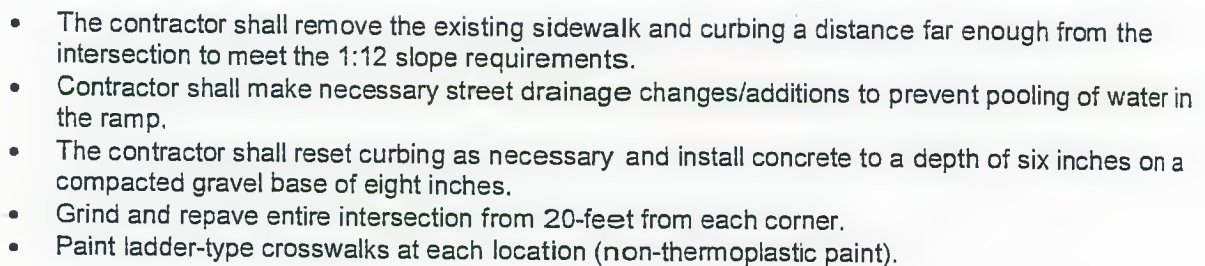 • The contractor shall remove the existing sidewalk and curbing a distance far enough from the
intersection to meet the 1:12 slope requirements.
• Contractor shall make necessary street drainage changes/additions to prevent pooling of water in
the ramp.
• The contractor shall reset curbing as necessary and install concrete to a depth of six inches on a
compacted gravel base of eight inches.
• Grind and repave entire intersection from 20-feet from each corner.
• Paint ladder-type crosswalks at each location (non-thermoplastic paint).